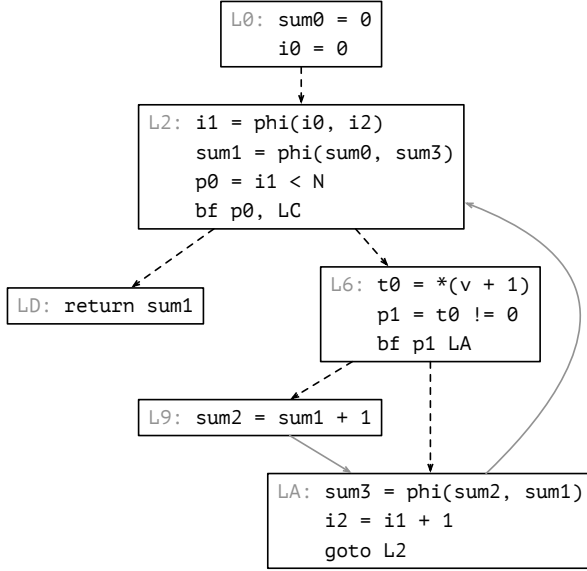 L0: sum0 = 0
i0 = 0
L2: i1 = phi(i0, i2)
sum1 = phi(sum0, sum3)
p0 = i1 < N
bf p0, LC
LD: return sum1
L6: t0 = *(v + 1)
p1 = t0 != 0
bf p1 LA
L9: sum2 = sum1 + 1
LA: sum3 = phi(sum2, sum1)
i2 = i1 + 1
goto L2